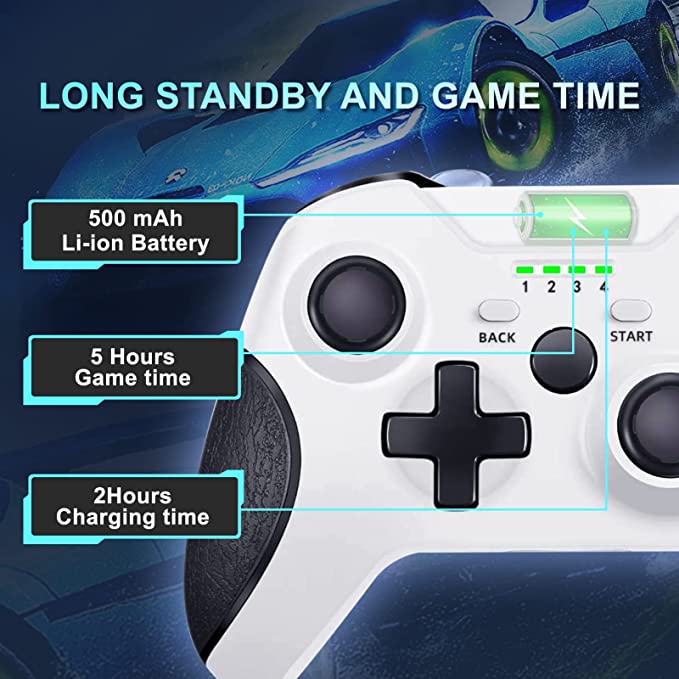 LONG STANDBY AND GAME TIME
500 mAh
Li-ion Battery
1 2 3 4
BACK
START
5 Hours
Game time
2Hours
Charging time